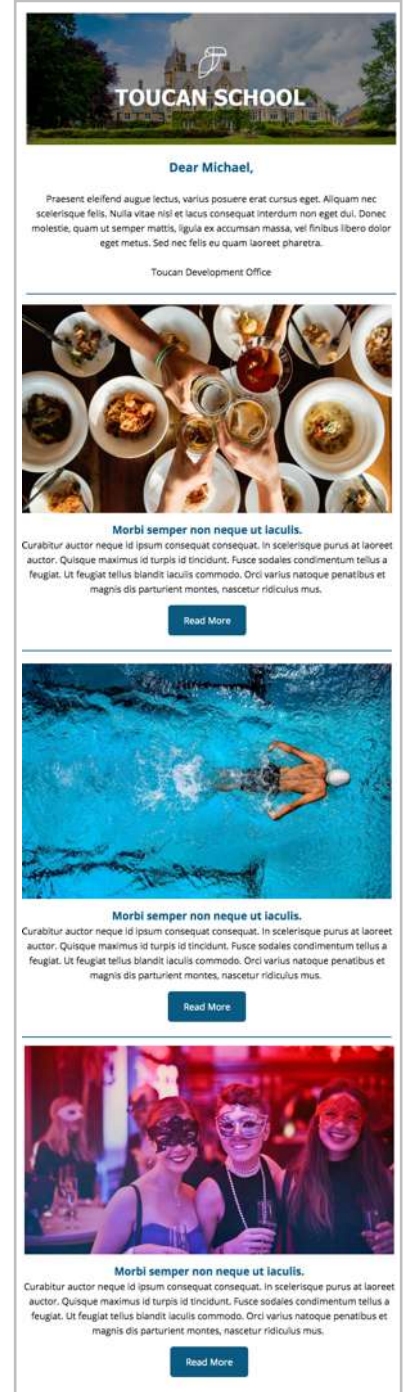 TOUCAN SCHOOL
Dear Michael,
Praesent eleifend augue lectus, varius posuere erat cursus eget. Aliquam nec
scelerisque felis. Nulla vitae nisl et lacus consequat interdum non eget dui. Donec
molestie, quam ut semper mattis, ligula ex accumsan massa, vel finibus libero dolor
eget metus. Sed nec felis eu quam laoreet pharetra.
Toucan Development Office
Morbi semper non neque ut iaculis.
Curabitur auctor neque id ipsum consequat consequat. In scelerisque purus at laoreet
auctor. Quisque maximus id turpis id tincidunt. Fusce sodales condimentum tellus a
feugiat. Ut feugiat tellus blandit iaculis commodo. Orci varius natoque penatibus et
magnis dis parturient montes, nascetur ridiculus mus.
Read More
Morbi semper non neque ut iaculis.
Curabitur auctor neque id ipsum consequat consequat. In scelerisque purus at laoreet
auctor. Quisque maximus id turpis id tincidunt. Fusce sodales condimentum tellus a
feugiat. Ut feugiat tellus blandit iaculis commodo. Orci varius natoque penatibus et
magnis dis parturient montes, nascetur ridiculus mus.
Read More
Morbi semper non neque ut iaculis.
Curabitur auctor neque id ipsum consequat consequat. In scelerisque purus at laoreet
auctor. Quisque maximus id turpis id tincidunt. Fusce sodales condimentum tellus a
feugiat. Ut feugiat tellus blandit iaculis commodo. Orci varius natoque penatibus et
magnis dis parturient montes, nascetur ridiculus mus.
Read More